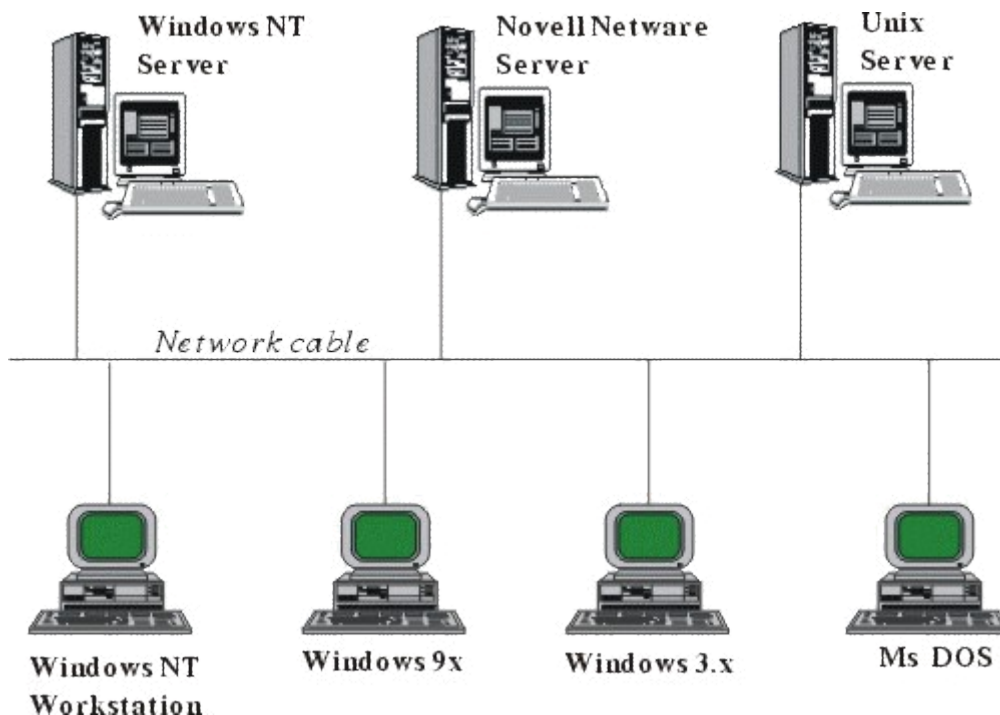 Windows NT
Server
Novell Netware
Server
Unix
Server
Network cable
Windows NT
Workstation
Windows 9x
Windows 3.x
Ms DOS